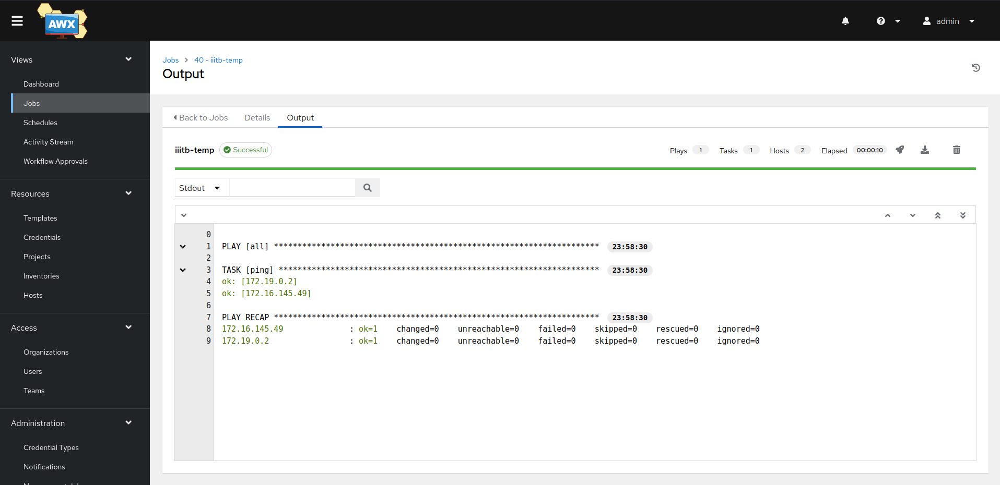 AWX
admin
Views
Dashboard
Jobs
Schedules
Activity Stream
Workflow Approvals
Resources
Templates
Credentials
Projects
Inventories
Hosts
Access
Organizations
Users
Teams
Administration
Credential Types
Notifications
Jobs 40 - iiitb-temp
Output
Back to Jobs Details Output
iiitb-temp Successful Plays 1 Tasks 1 Hosts 2 Elapsed 00:00:10
Stdout
0
1 PLAY [all] ********************************************************************* 23:58:30
2
3 TASK [ping] ******************************************************************** 23:58:30
4 ok: [172.19.0.2]
5 ok: [172.16.145.49]
6
7 PLAY RECAP ********************************************************************* 23:58:30
8 172.16.145.49 : ok=1 changed=0 unreachable=0 failed=0 skipped=0 rescued=0 ignored=0
9 172.19.0.2 : ok=1 changed=0 unreachable=0 failed=0 skipped=0 rescued=0 ignored=0